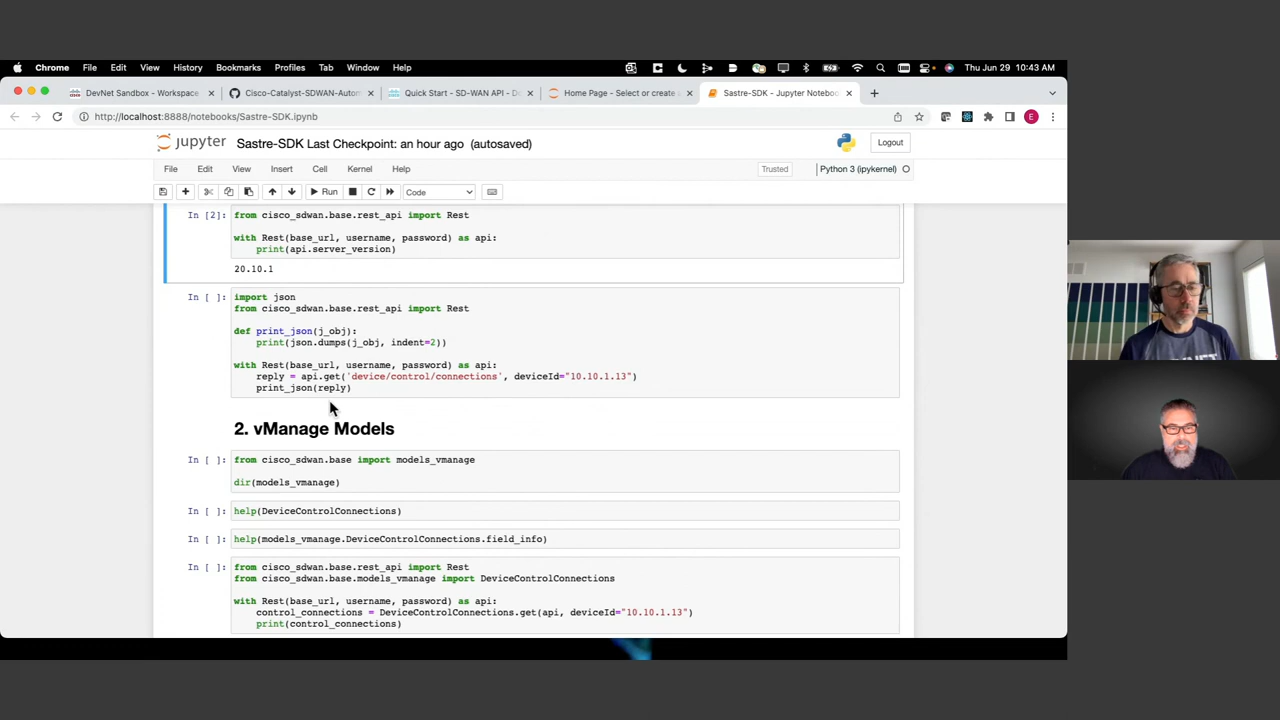 Chrome File Edit View History Bookmarks Profiles Tab Window Help Thu Jun 29 10:43 AM
DevNet Sandbox - Workspace Cisco-Catalyst-SDWAN-Autom Quick Start - SD-WAN API - Do Home Page - Select or create Sastre-SDK - Jupyter Notebook
http://localhost:8888/notebooks/Sastre-SDK.ipynb E
jupyter Sastre-SDK Last Checkpoint: an hour ago (autosaved) Logout
File Edit View Insert Cell Kernel Help Trusted Python 3 (ipykernel)
Run Code
In [2]: from cisco_sdwan.base.rest_api import Rest
with Rest(base_url, username, password) as api:
print(api.server_version)
20.10.1
In [ ]: import json
from cisco_sdwan.base.rest_api import Rest
def print_json(j_obj):
print(json.dumps(j_obj, indent=2))
with Rest(base_url, username, password) as api:
reply = api.get('device/control/connections', deviceId="10.10.1.13")
print_json(reply)
2. vManage Models
In [ ]: from cisco_sdwan.base import models_vmanage
dir(models_vmanage)
In [ ]: help(DeviceControlConnections)
In [ ]: help(models_vmanage.DeviceControlConnections.field_info)
In [ ]: from cisco_sdwan.base.rest_api import Rest
from cisco_sdwan.base.models_vmanage import DeviceControlConnections
with Rest(base_url, username, password) as api:
control_connections = DeviceControlConnections.get(api, deviceId="10.10.1.13")
print(control_connections)